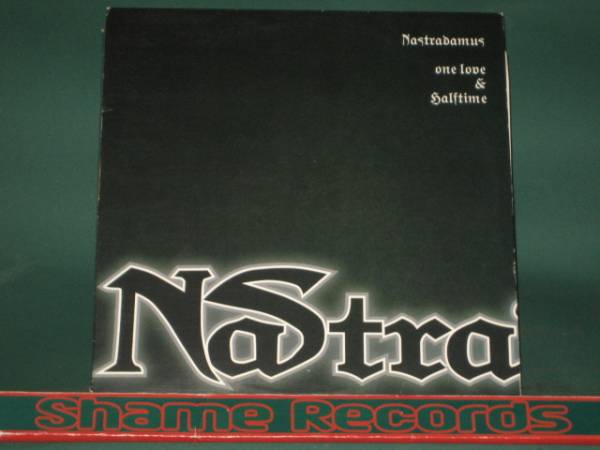 Nastradamus
one love
&
Halftime
NaStra
Shame Records